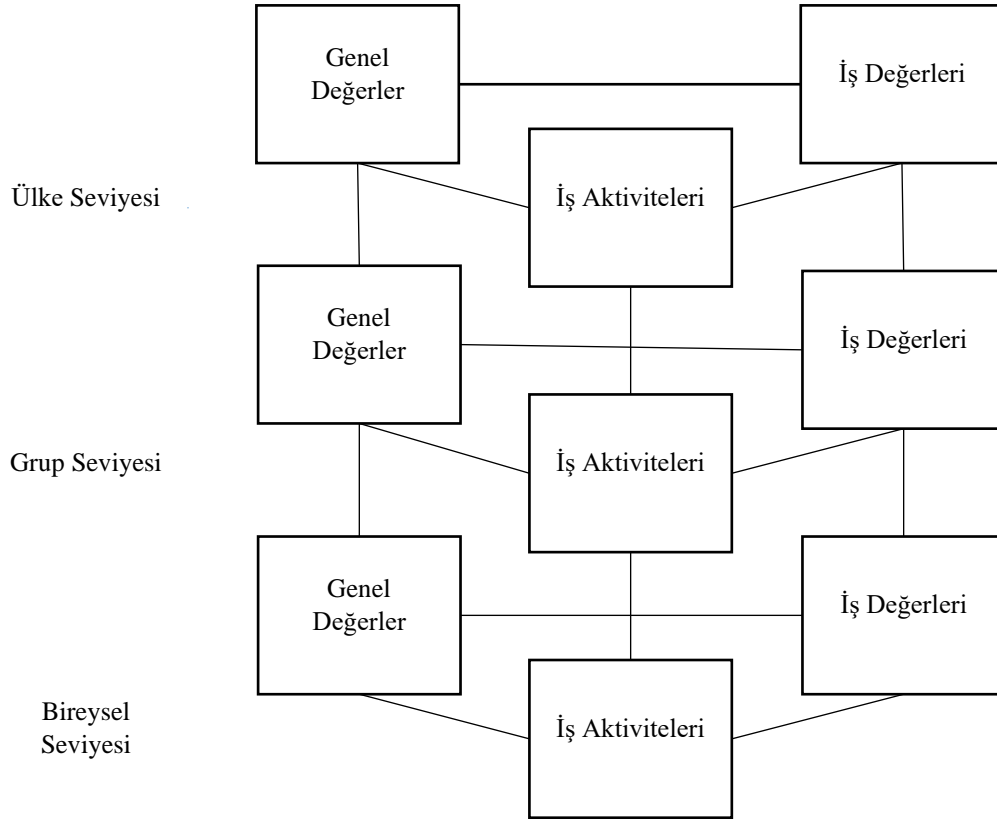 Genel
Değerler
İş Değerleri
Ülke Seviyesi
İş Aktiviteleri
Genel
Değerler
İş Değerleri
Grup Seviyesi
İş Aktiviteleri
Genel
Değerler
İş Değerleri
Bireysel
Seviyesi
İş Aktiviteleri